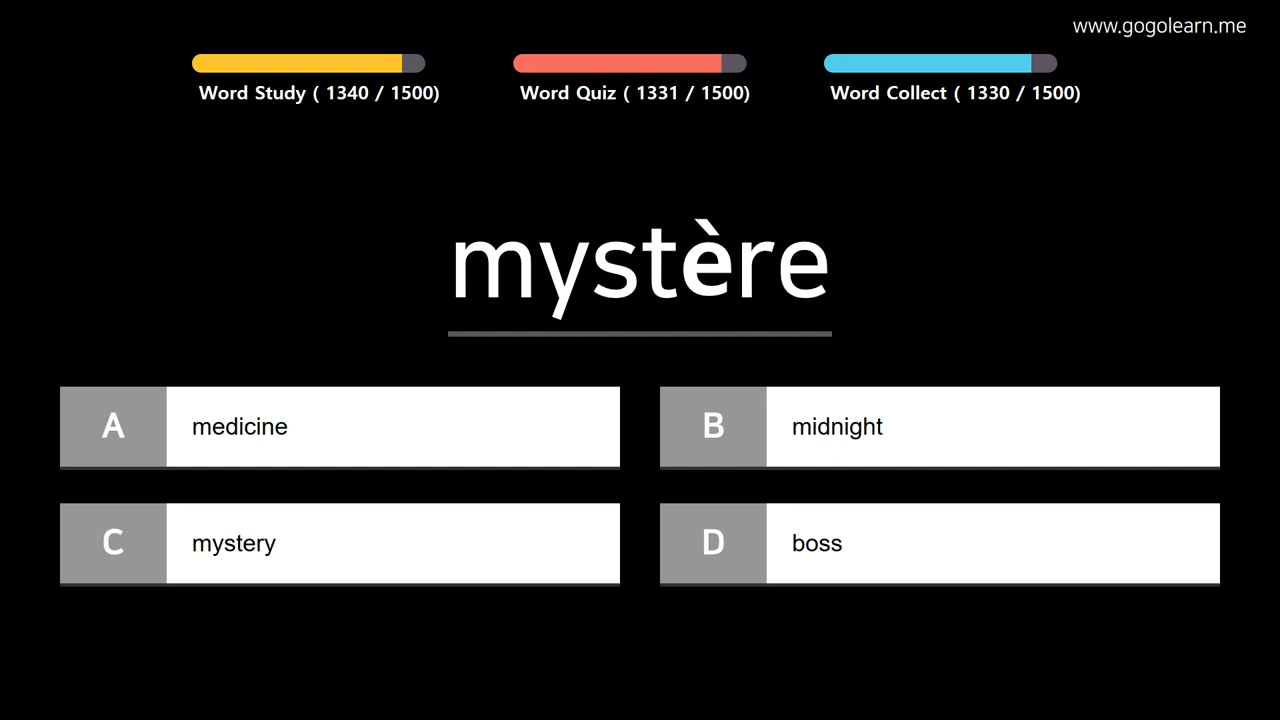 www.gogolearn.me
Word Study ( 1340 / 1500)
Word Quiz ( 1331 / 1500)
Word Collect ( 1330 / 1500)
mystère
A medicine
B midnight
C mystery
D boss